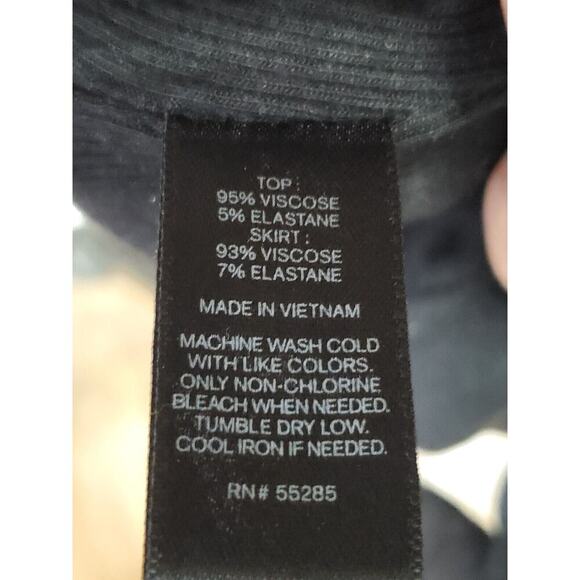 TOP :
95% VISCOSE
5% ELASTANE
SKIRT :
93% VISCOSE
7% ELASTANE
MADE IN VIETNAM
MACHINE WASH COLD
WITH LIKE COLORS.
ONLY NON-CHLORINE
BLEACH WHEN NEEDED.
TUMBLE DRY LOW.
COOL IRON IF NEEDED.
RN# 55285